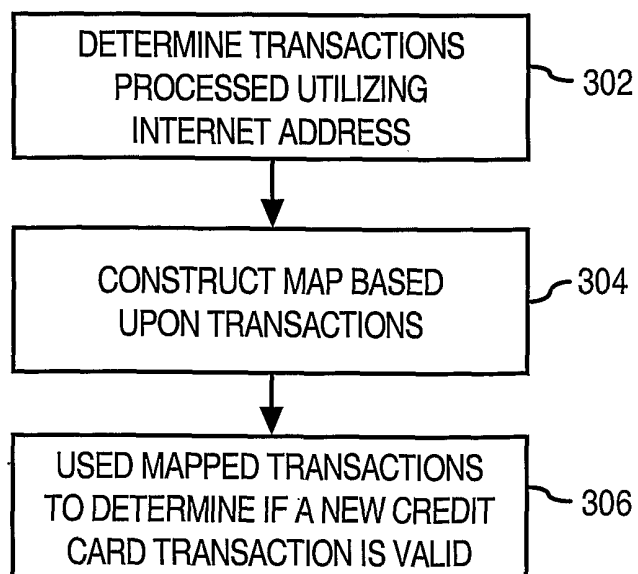 DETERMINE TRANSACTIONS
PROCESSED UTILIZING
INTERNET ADDRESS
302
CONSTRUCT MAP BASED
UPON TRANSACTIONS
304
USED MAPPED TRANSACTIONS
TO DETERMINE IF A NEW CREDIT
CARD TRANSACTION IS VALID
306